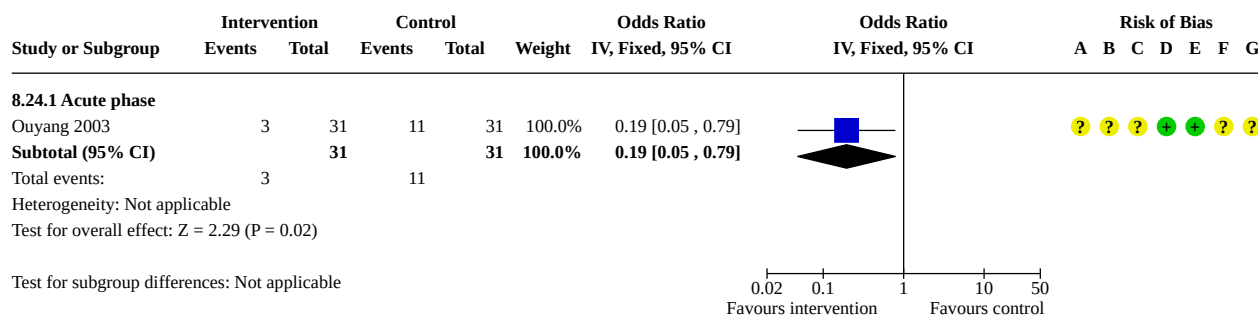 Intervention Control Odds Ratio Odds Ratio Risk of Bias
Study or Subgroup Events Total Events Total Weight IV, Fixed, 95% CI IV, Fixed, 95% CI A B C D E F G
8.24.1 Acute phase
Ouyang 2003 3 31 11 31 100.0% 0.19 [0.05 , 0.79] ? ? ? + + ? ?
Subtotal (95% CI) 31 31 100.0% 0.19 [0.05 , 0.79]
Total events: 3 11
Heterogeneity: Not applicable
Test for overall effect: Z = 2.29 (P = 0.02)
Test for subgroup differences: Not applicable
0.02 0.1 1 10 50
Favours intervention Favours control